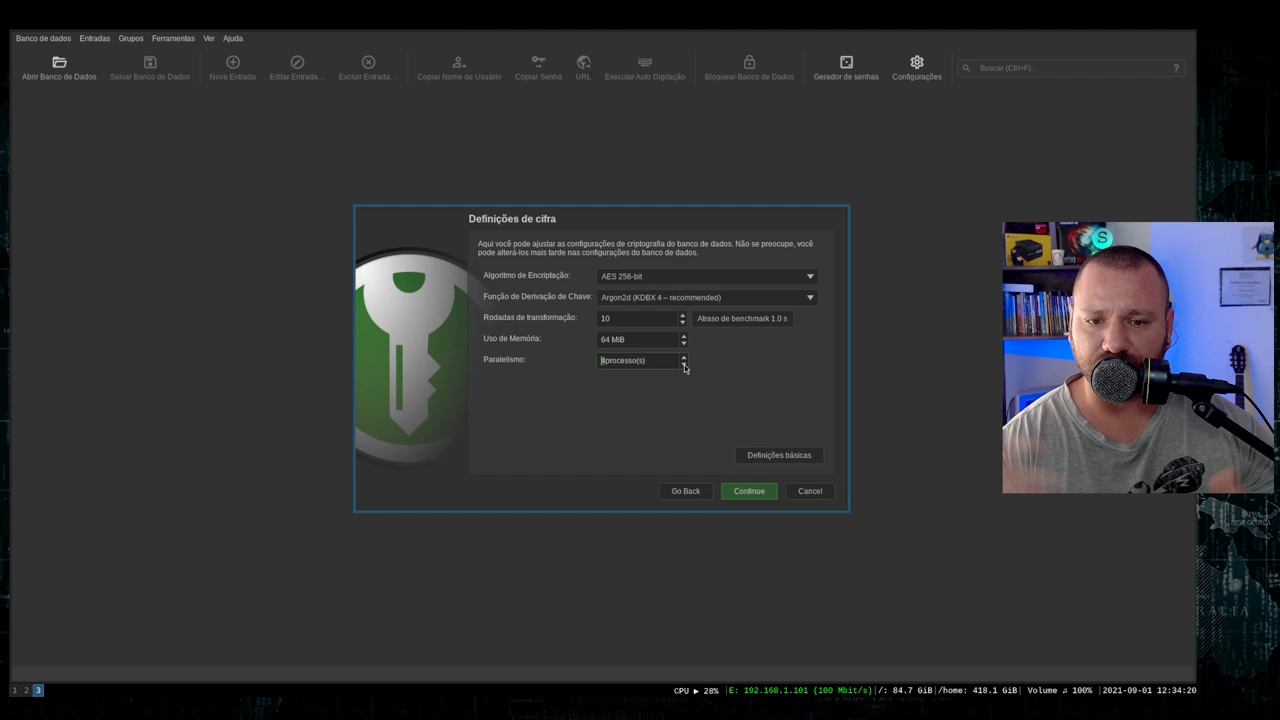 Banco de dados Entradas Grupos Ferramentas Ver Ajuda
Abrir Banco de Dados Salvar Banco de Dados Nova Entrada Editar Entrada... Excluir Entrada... Copiar Nome de Usuário Copiar Senha URL Executar Auto Digitação Bloquear Banco de Dados Gerador de senhas Configurações Buscar (Ctrl+F)... ?
Definições de cifra
Aqui você pode ajustar as configurações de criptografia do banco de dados. Não se preocupe, você
pode alterá-los mais tarde nas configurações do banco de dados.
Algoritmo de Encriptação: AES 256-bit
Função de Derivação de Chave: Argon2d (KDBX 4 – recommended)
Rodadas de transformação: 10 Atraso de benchmark 1.0 s
Uso de Memória: 64 MiB
Paralelismo: processo(s)
Definições básicas
Go Back Continue Cancel
S
RALIA
1 2 3 CPU ▶ 28% |E: 192.168.1.101 (100 Mbit/s)|/: 84.7 GiB|/home: 418.1 GiB| Volume ♫ 100% |2021-09-01 12:34:20